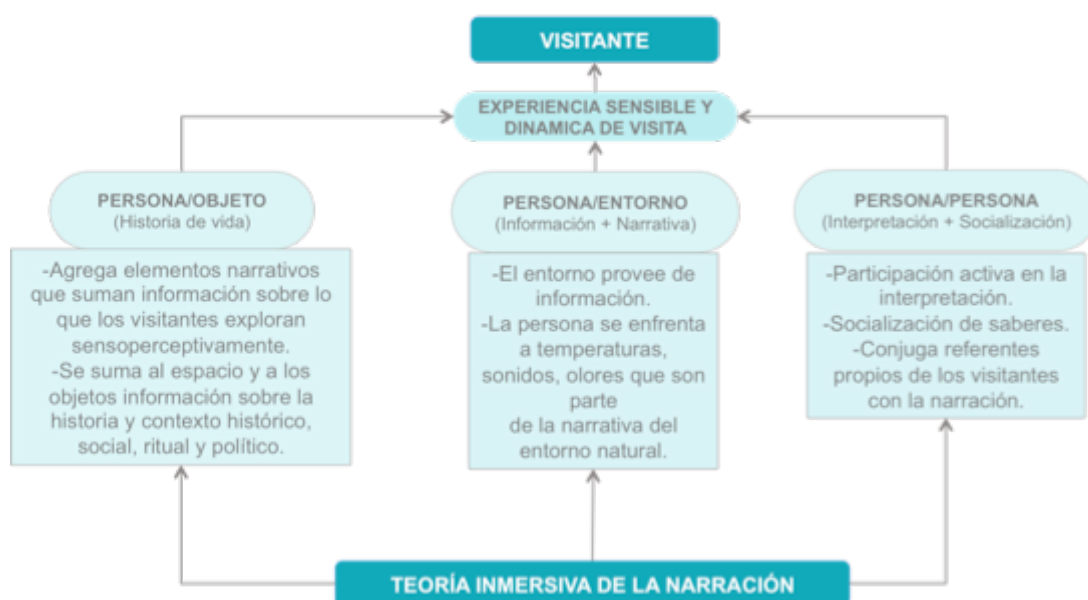 VISITANTE
EXPERIENCIA SENSIBLE Y
DINAMICA DE VISITA
PERSONA/OBJETO
(Historia de vida)
-Agrega elementos narrativos
que suman información sobre lo
que los visitantes exploran
sensoperceptivamente.
-Se suma al espacio y a los
objetos información sobre la
historia y contexto histórico,
social, ritual y político.
PERSONA/ENTORNO
(Información + Narrativa)
-El entorno provee de
información.
-La persona se enfrenta
a temperaturas,
sonidos, olores que son
parte
de la narrativa del
entorno natural.
PERSONA/PERSONA
(Interpretación + Socialización)
-Participación activa en la
interpretación.
-Socialización de saberes.
-Conjuga referentes
propios de los visitantes
con la narración.
TEORÍA INMERSIVA DE LA NARRACIÓN